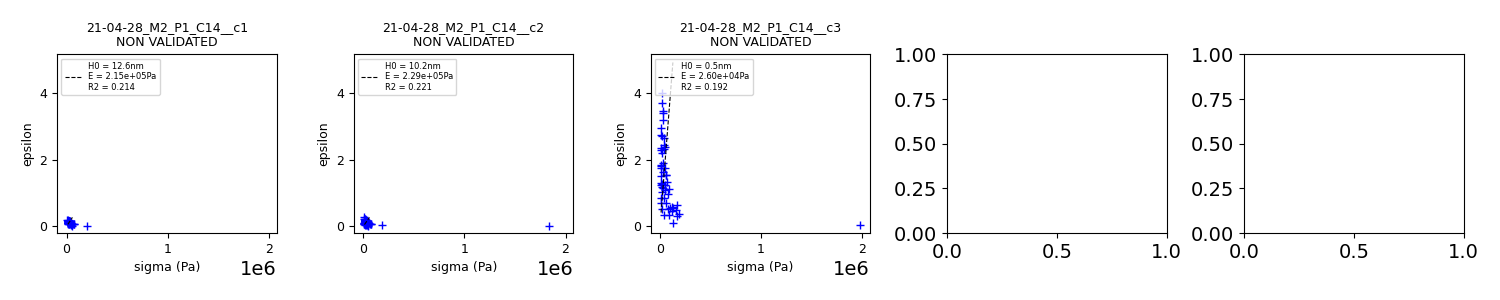 21-04-28_M2_P1_C14__c1
NON VALIDATED
H0 = 12.6nm
E = 2.15e+05Pa
R2 = 0.214
epsilon
4
2
0
0
1
2
sigma (Pa)
1e6
21-04-28_M2_P1_C14__c2
NON VALIDATED
H0 = 10.2nm
E = 2.29e+05Pa
R2 = 0.221
epsilon
4
2
0
0
1
2
sigma (Pa)
1e6
21-04-28_M2_P1_C14__c3
NON VALIDATED
H0 = 0.5nm
E = 2.60e+04Pa
R2 = 0.192
epsilon
4
2
0
0
1
2
sigma (Pa)
1e6
1.00
0.75
0.50
0.25
0.00
0.0
0.5
1.0
1.00
0.75
0.50
0.25
0.00
0.0
0.5
1.0